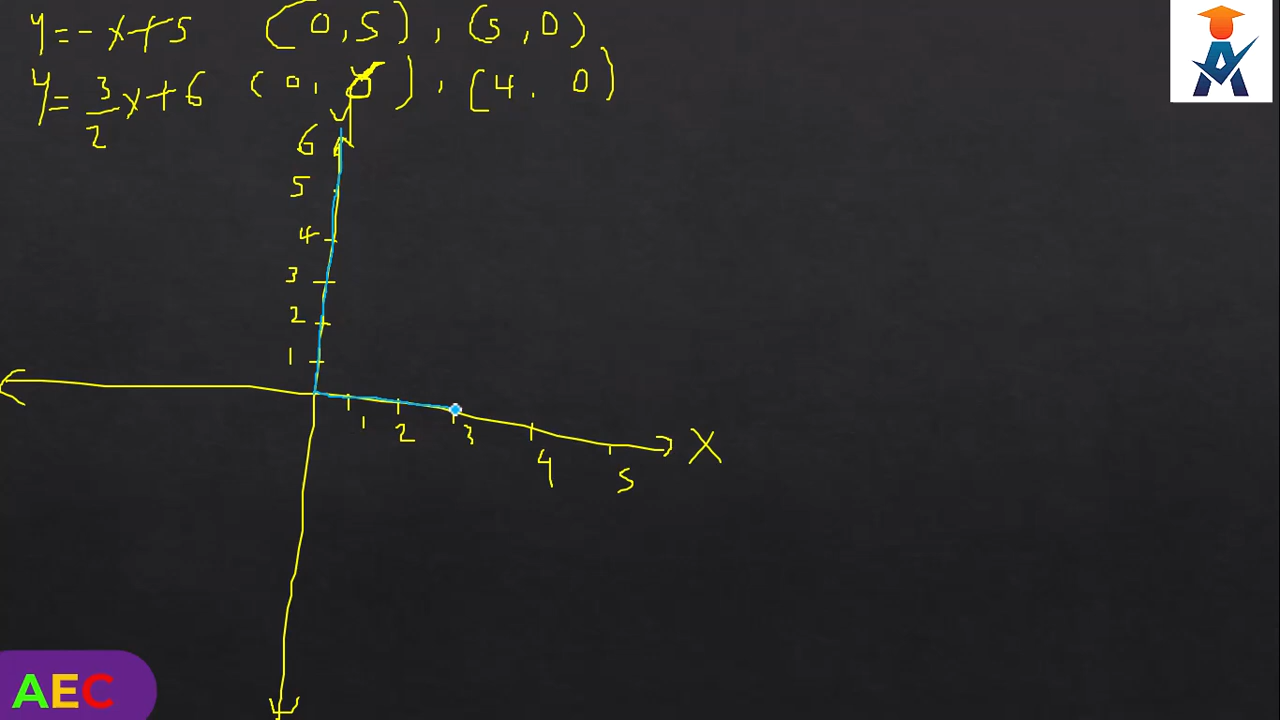 y = -x + 5 (0, 5), (5, 0)
y = 3/2 x + 6 (0, 6), (4, 0)
y
6
5
4
3
2
1
1 2 3 4 5 X
AEC